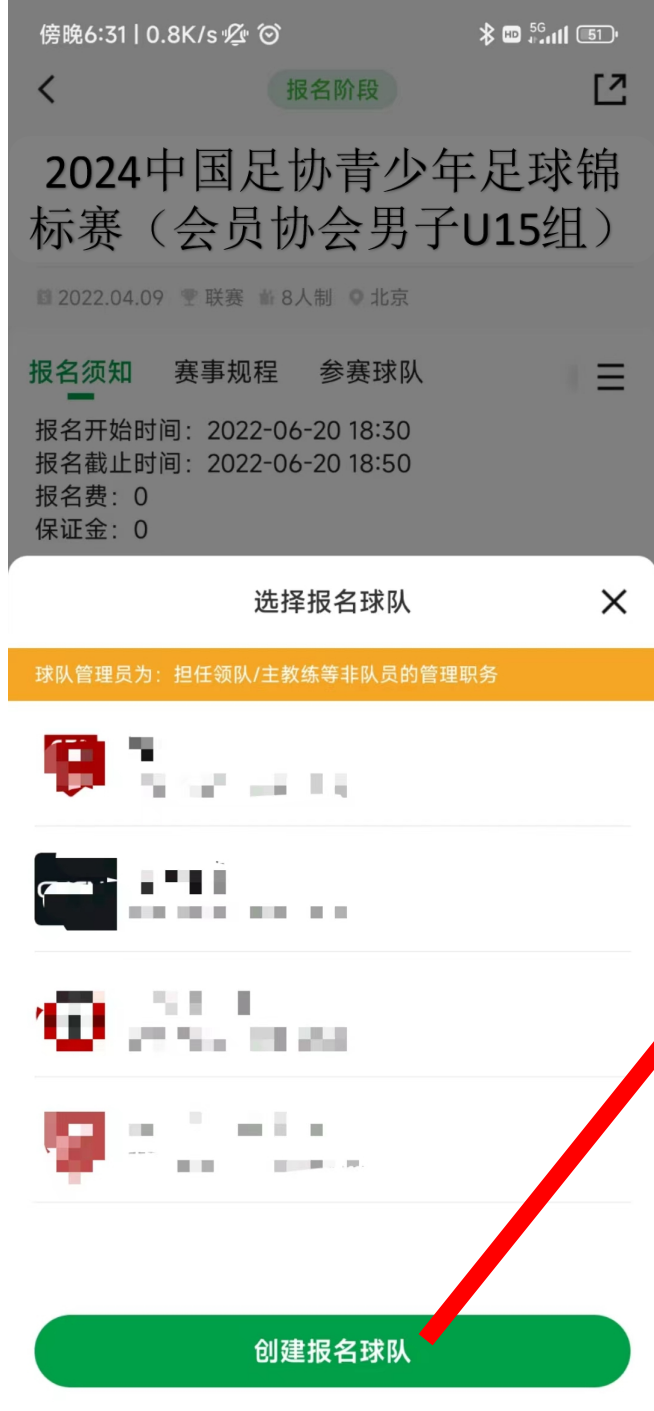 傍晚6:31 | 0.8K/s
HD 5G 51
报名阶段
2024中国足协青少年足球锦
标赛（会员协会男子U15组）
2022.04.09 联赛 8人制 北京
报名须知 赛事规程 参赛球队
报名开始时间：2022-06-20 18:30
报名截止时间：2022-06-20 18:50
报名费：0
保证金：0
选择报名球队
球队管理员为：担任领队/主教练等非队员的管理职务
创建报名球队